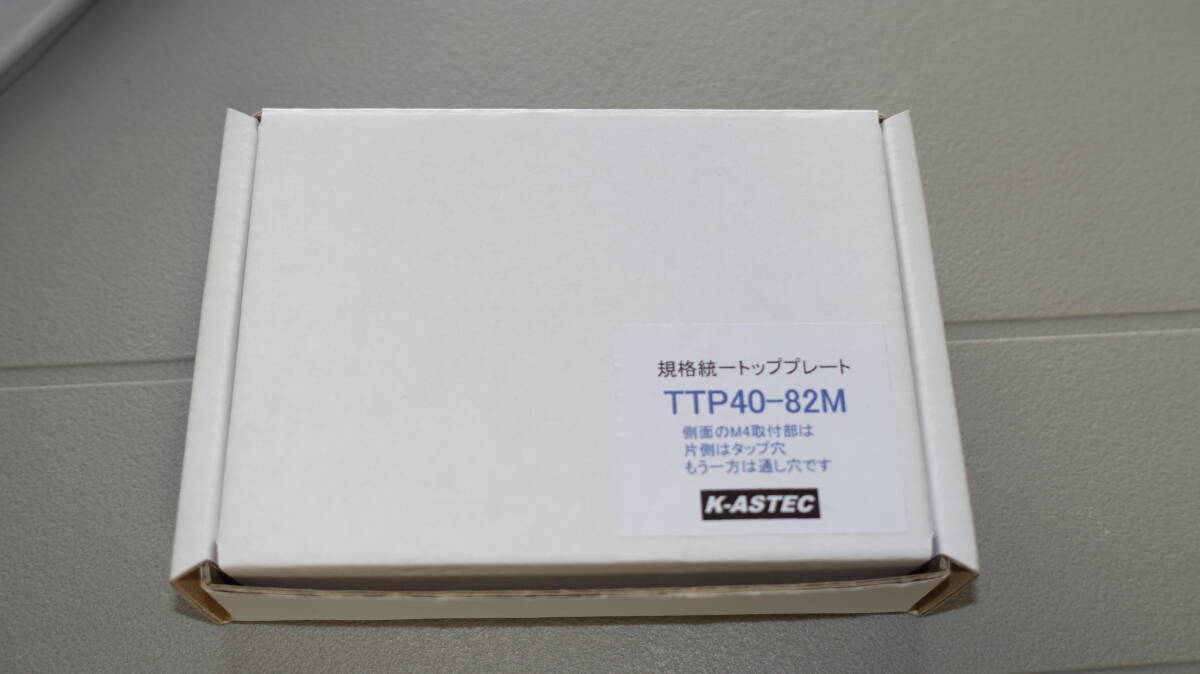 規格統一トッププレート
TTP40-82M
側面のM4取付部は
片側はタップ穴
もう一方は通し穴です
K-ASTEC